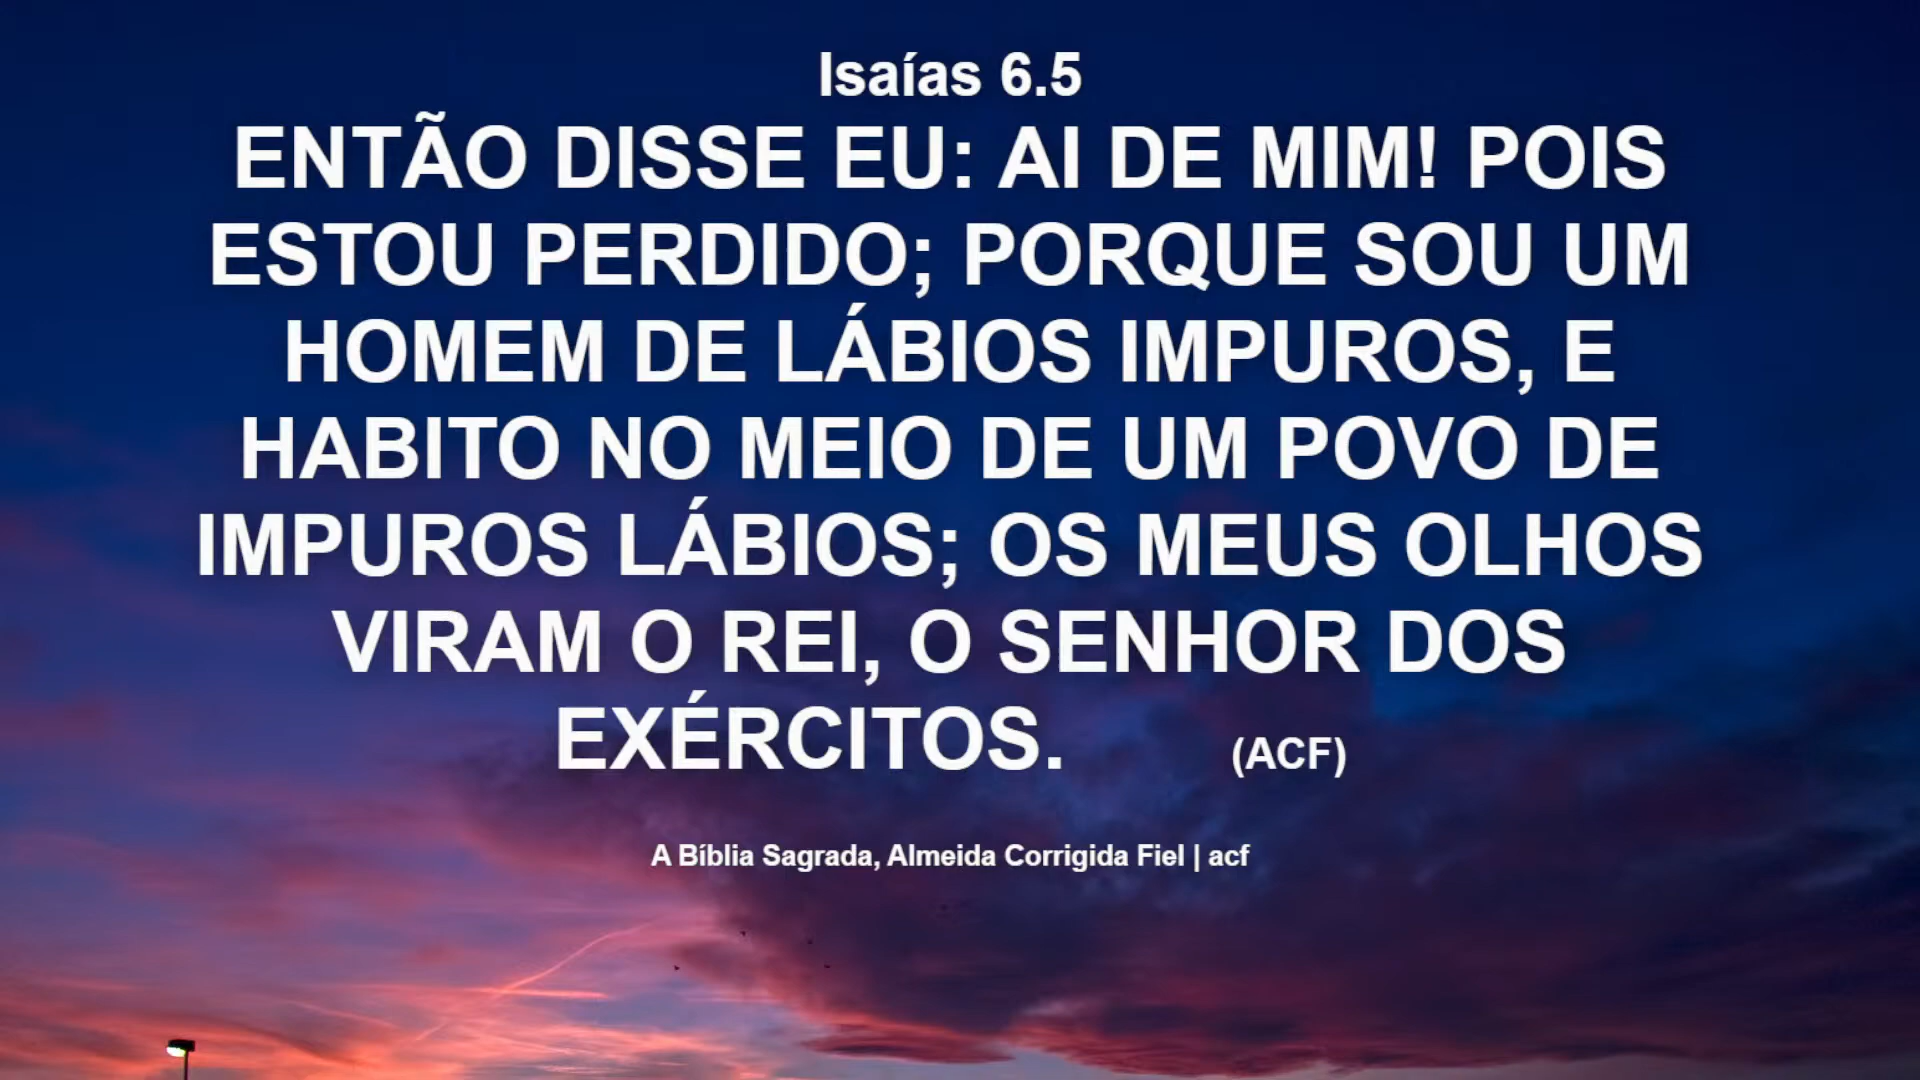 Isaías 6.5
ENTÃO DISSE EU: AI DE MIM! POIS
ESTOU PERDIDO; PORQUE SOU UM
HOMEM DE LÁBIOS IMPUROS, E
HABITO NO MEIO DE UM POVO DE
IMPUROS LÁBIOS; OS MEUS OLHOS
VIRAM O REI, O SENHOR DOS
EXÉRCITOS. (ACF)
A Bíblia Sagrada, Almeida Corrigida Fiel | acf